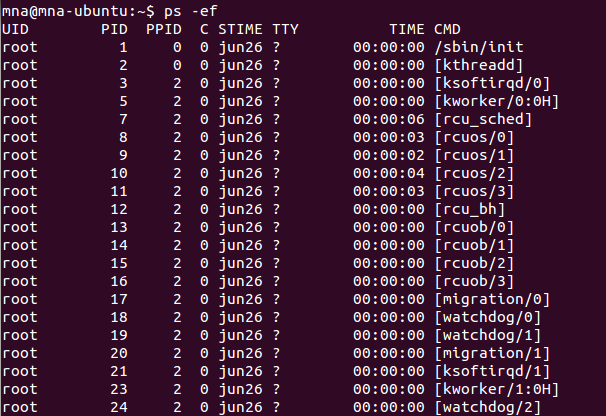 mna@mna-ubuntu:~$ ps -ef
UID PID PPID C STIME TTY TIME CMD
root 1 0 0 jun26 ? 00:00:00 /sbin/init
root 2 0 0 jun26 ? 00:00:00 [kthreadd]
root 3 2 0 jun26 ? 00:00:00 [ksoftirqd/0]
root 5 2 0 jun26 ? 00:00:00 [kworker/0:0H]
root 7 2 0 jun26 ? 00:00:06 [rcu_sched]
root 8 2 0 jun26 ? 00:00:03 [rcuos/0]
root 9 2 0 jun26 ? 00:00:02 [rcuos/1]
root 10 2 0 jun26 ? 00:00:04 [rcuos/2]
root 11 2 0 jun26 ? 00:00:03 [rcuos/3]
root 12 2 0 jun26 ? 00:00:00 [rcu_bh]
root 13 2 0 jun26 ? 00:00:00 [rcuob/0]
root 14 2 0 jun26 ? 00:00:00 [rcuob/1]
root 15 2 0 jun26 ? 00:00:00 [rcuob/2]
root 16 2 0 jun26 ? 00:00:00 [rcuob/3]
root 17 2 0 jun26 ? 00:00:00 [migration/0]
root 18 2 0 jun26 ? 00:00:00 [watchdog/0]
root 19 2 0 jun26 ? 00:00:00 [watchdog/1]
root 20 2 0 jun26 ? 00:00:00 [migration/1]
root 21 2 0 jun26 ? 00:00:00 [ksoftirqd/1]
root 23 2 0 jun26 ? 00:00:00 [kworker/1:0H]
root 24 2 0 jun26 ? 00:00:00 [watchdog/2]